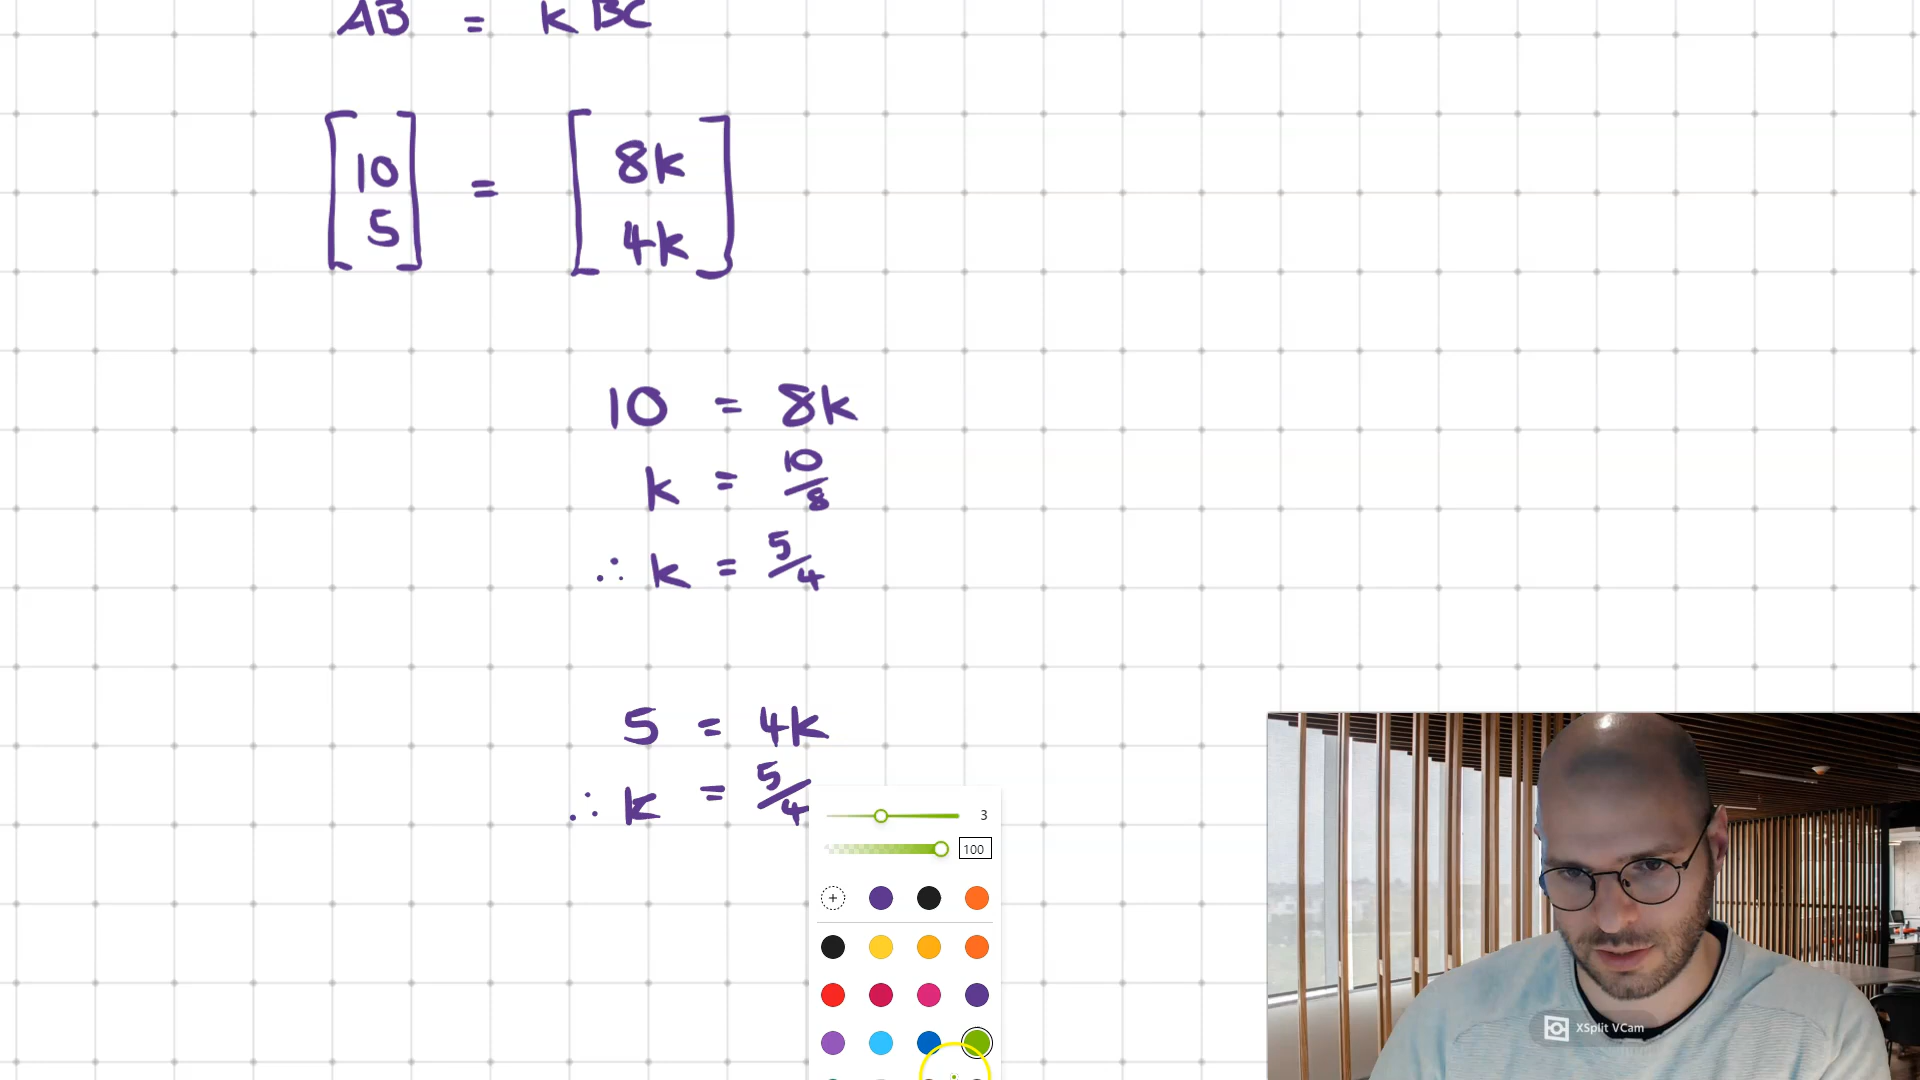 AB = k BC
[10 5] = [8k 4k]
10 = 8k
k = 10/8
∴ k = 5/4
5 = 4k
∴ k = 5/4
3
100
XSplit VCam